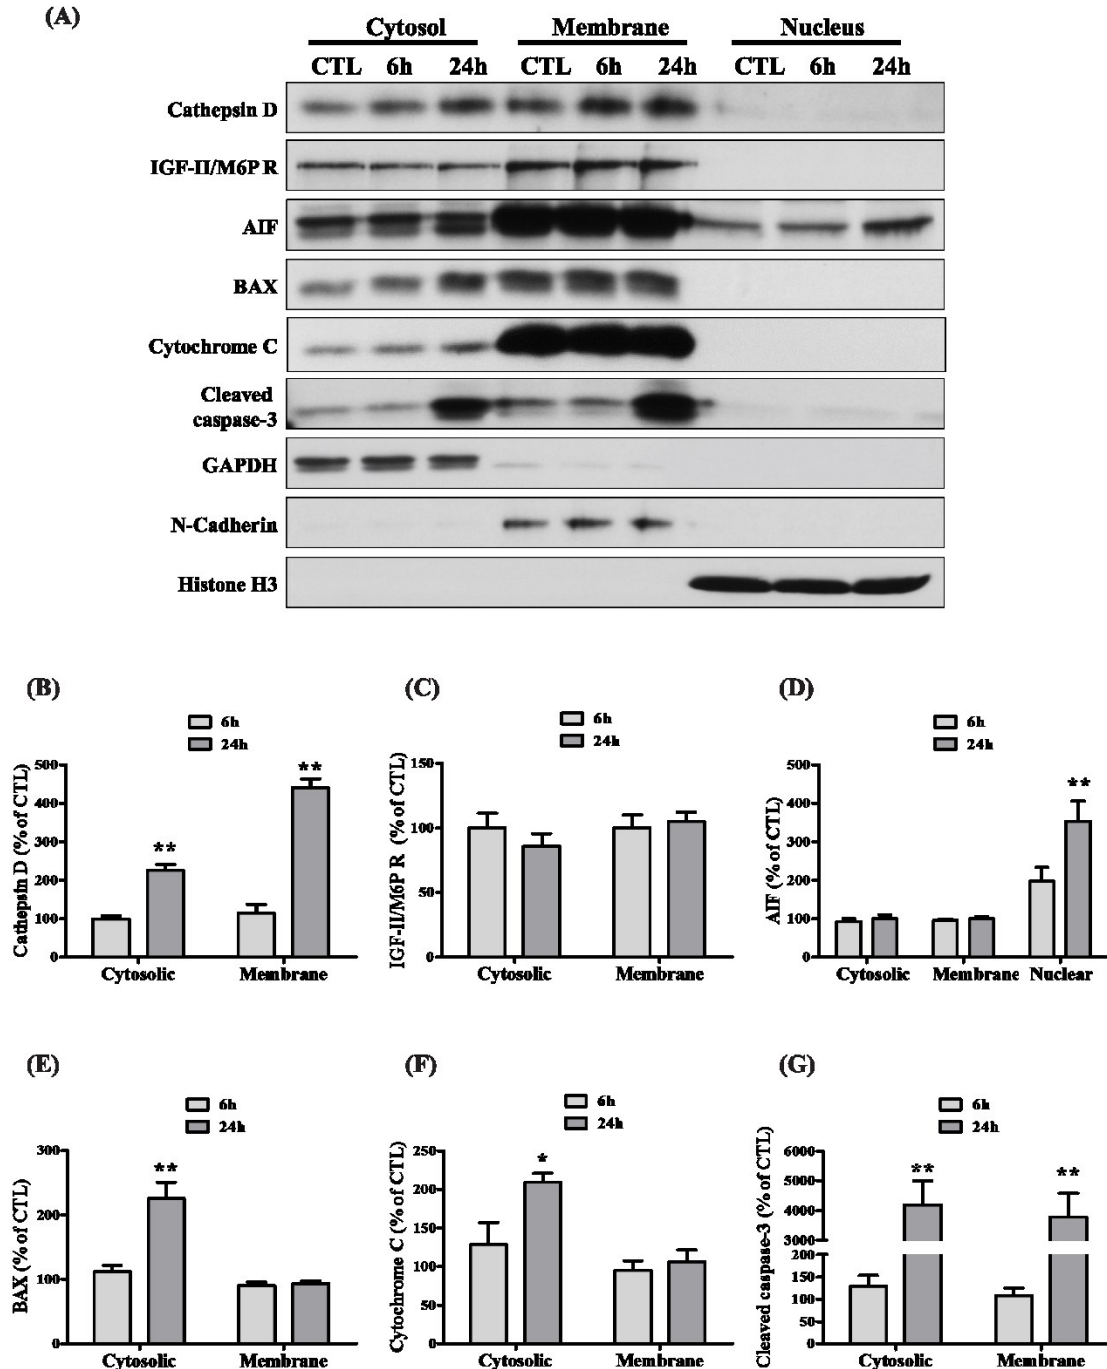 (A)
Cytosol Membrane Nucleus
CTL 6h 24h CTL 6h 24h CTL 6h 24h
Cathepsin D
IGF-II/M6P R
AIF
BAX
Cytochrome C
Cleaved
caspase-3
GAPDH
N-Cadherin
Histone H3
(B)
6h
24h
Cathepsin D (% of CTL)
500
400
300
200
100
0
**
**
Cytosolic Membrane
(C)
6h
24h
IGF-II/M6P R (% of CTL)
150
100
50
0
Cytosolic Membrane
(D)
6h
24h
AIF (% of CTL)
500
400
300
200
100
0
**
Cytosolic Membrane Nuclear
(E)
6h
24h
BAX (% of CTL)
300
200
100
0
**
Cytosolic Membrane
(F)
6h
24h
Cytochrome C (% of CTL)
250
200
150
100
50
0
*
Cytosolic Membrane
(G)
6h
24h
Cleaved caspase-3 (% of CTL)
6000
5000
4000
3000
200
150
100
50
0
**
**
Cytosolic Membrane